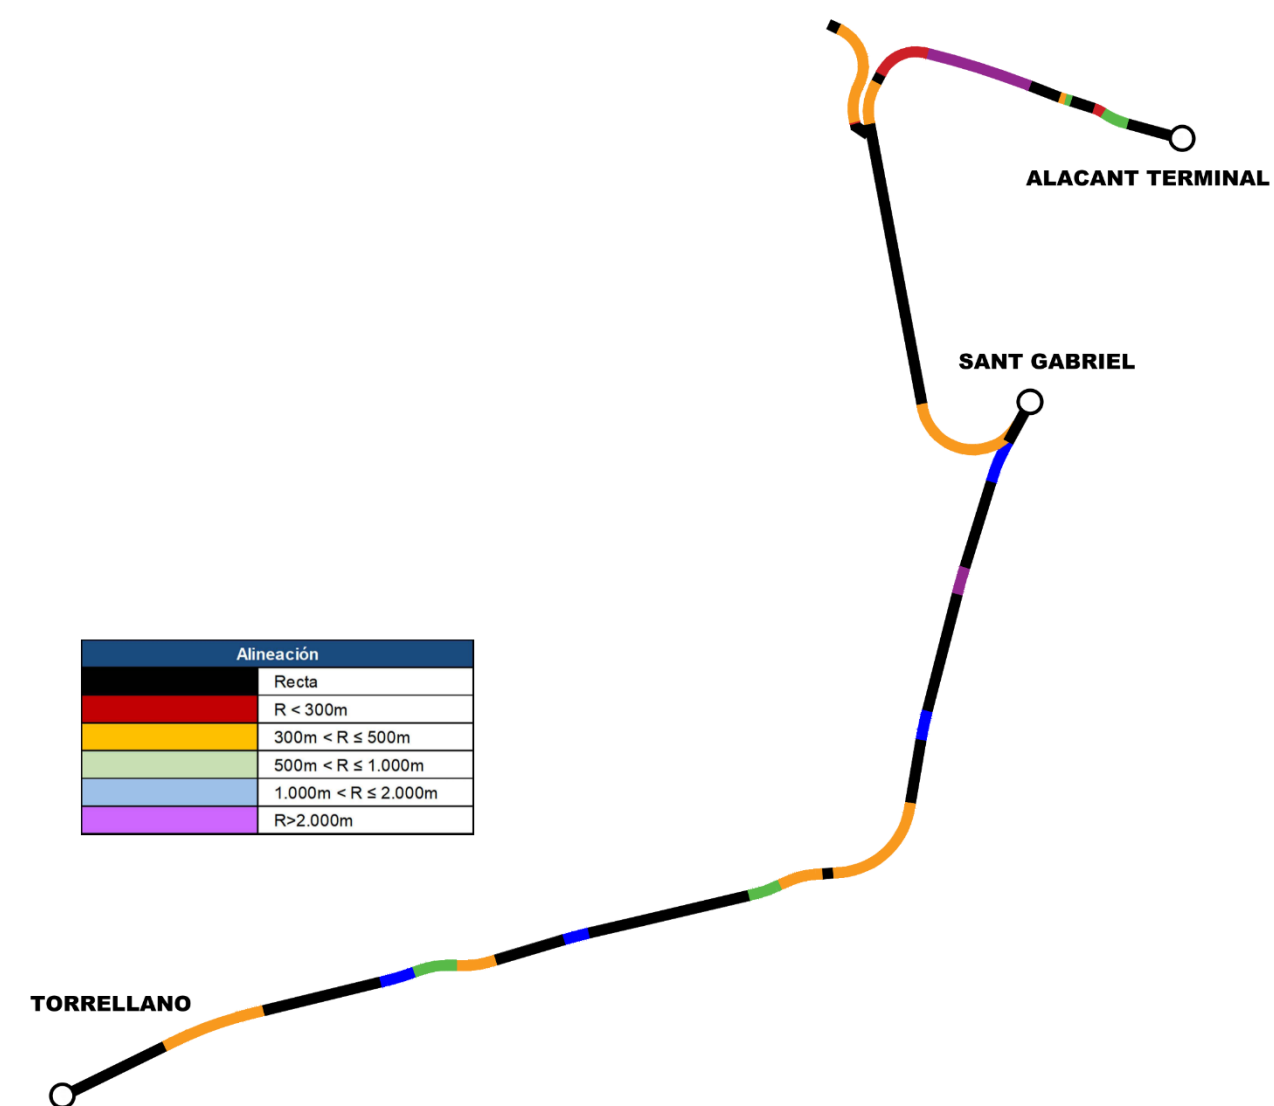 ALACANT TERMINAL
SANT GABRIEL
Alineación
Recta
R < 300m
300m < R ≤ 500m
500m < R ≤ 1.000m
1.000m < R ≤ 2.000m
R>2.000m
TORRELLANO